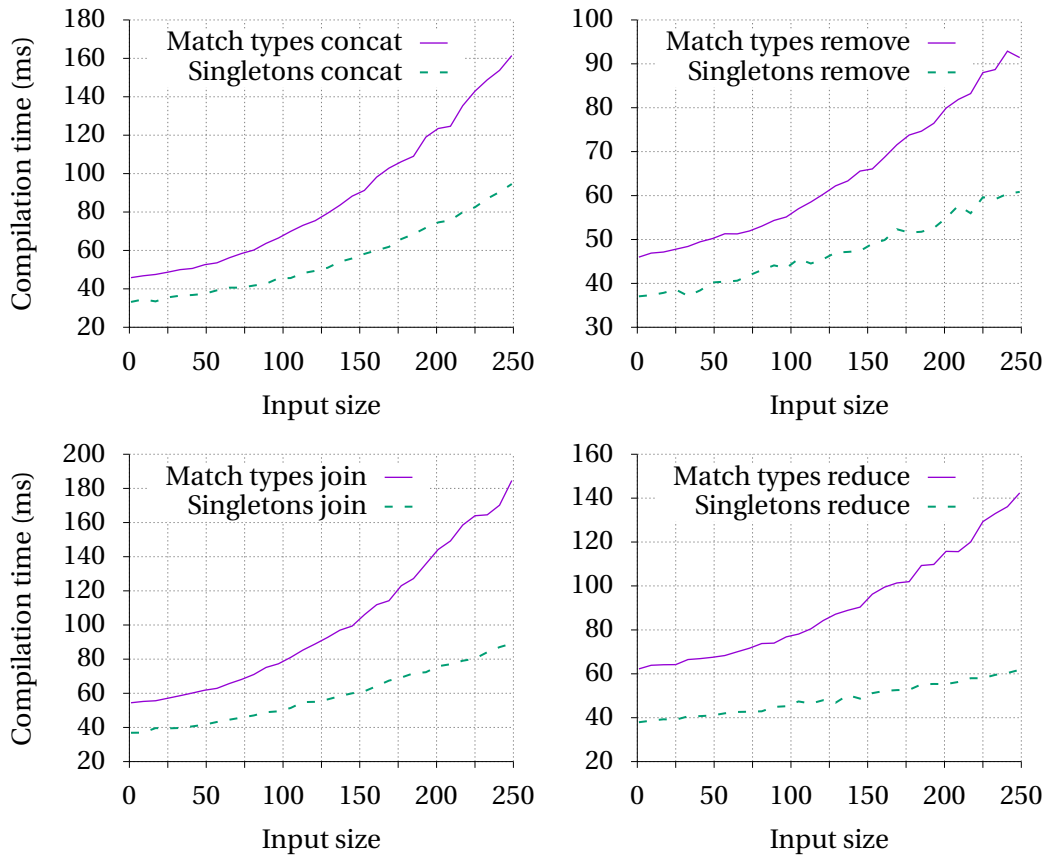 Compilation time (ms)
180
160
140
120
100
80
60
40
20
Match types concat
Singletons concat
0 50 100 150 200 250
Input size
100
90
80
70
60
50
40
30
Match types remove
Singletons remove
0 50 100 150 200 250
Input size
Compilation time (ms)
200
180
160
140
120
100
80
60
40
20
Match types join
Singletons join
0 50 100 150 200 250
Input size
160
140
120
100
80
60
40
20
Match types reduce
Singletons reduce
0 50 100 150 200 250
Input size